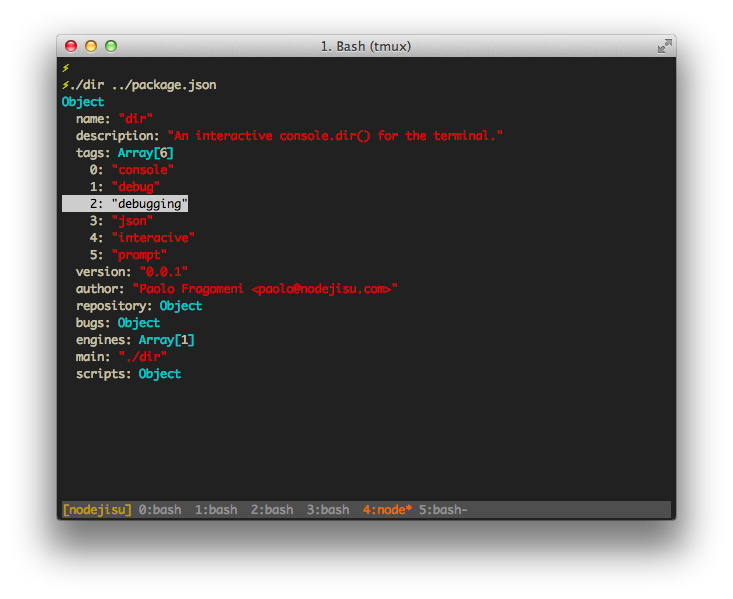 1. Bash (tmux)
⚡
⚡./dir ../package.json
Object
name: "dir"
description: "An interactive console.dir() for the terminal."
tags: Array[6]
0: "console"
1: "debug"
2: "debugging"
3: "json"
4: "interacive"
5: "prompt"
version: "0.0.1"
author: "Paolo Fragomeni <paolo@nodejisu.com>"
repository: Object
bugs: Object
engines: Array[1]
main: "./dir"
scripts: Object
[nodejisu] 0:bash 1:bash 2:bash 3:bash 4:node* 5:bash-